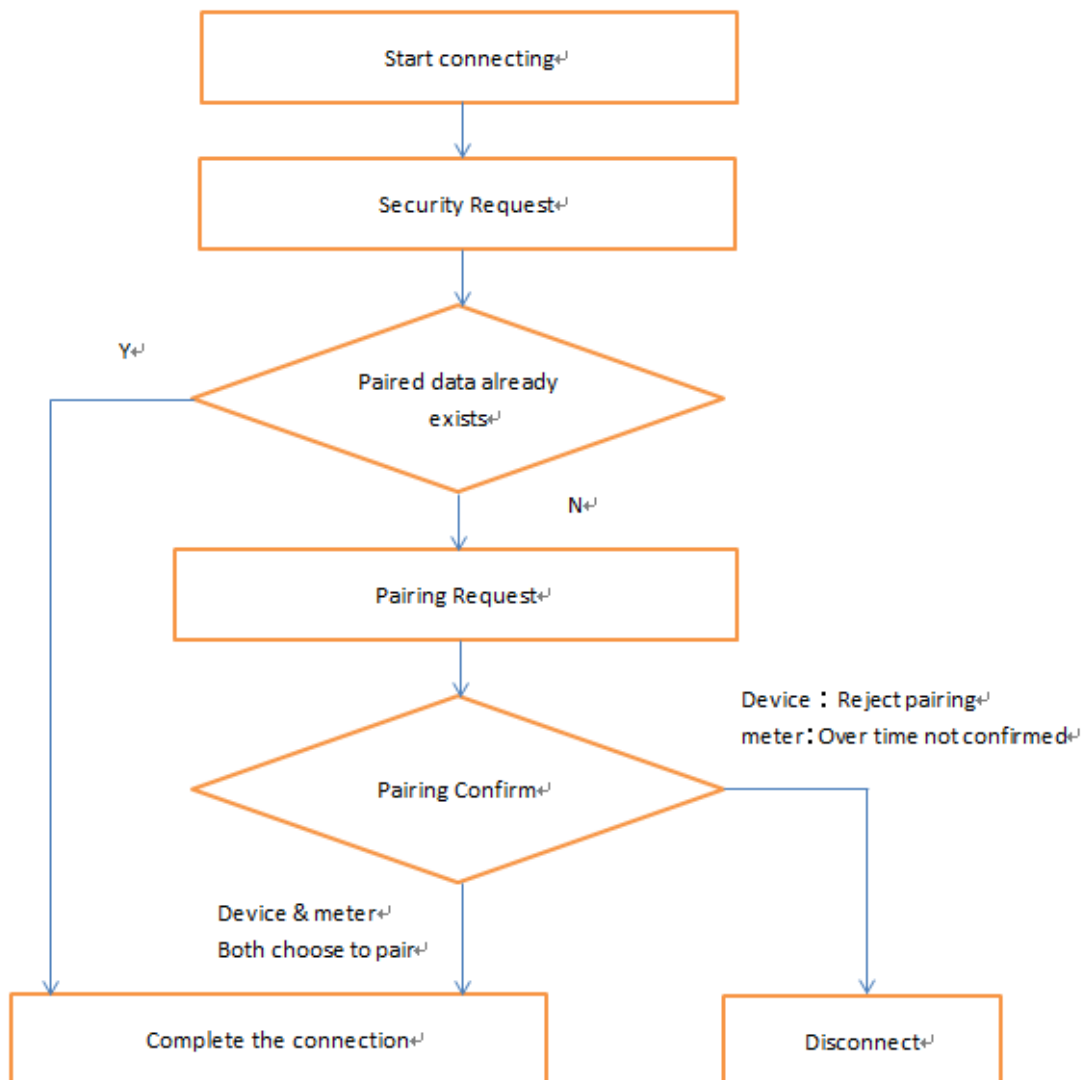 Start connecting↵
Security Request↵
Y↵
Paired data already
exists↵
N↵
Pairing Request↵
Device：Reject pairing↵
meter：Over time not confirmed↵
Pairing Confirm↵
Device & meter↵
Both choose to pair↵
Complete the connection↵
Disconnect↵